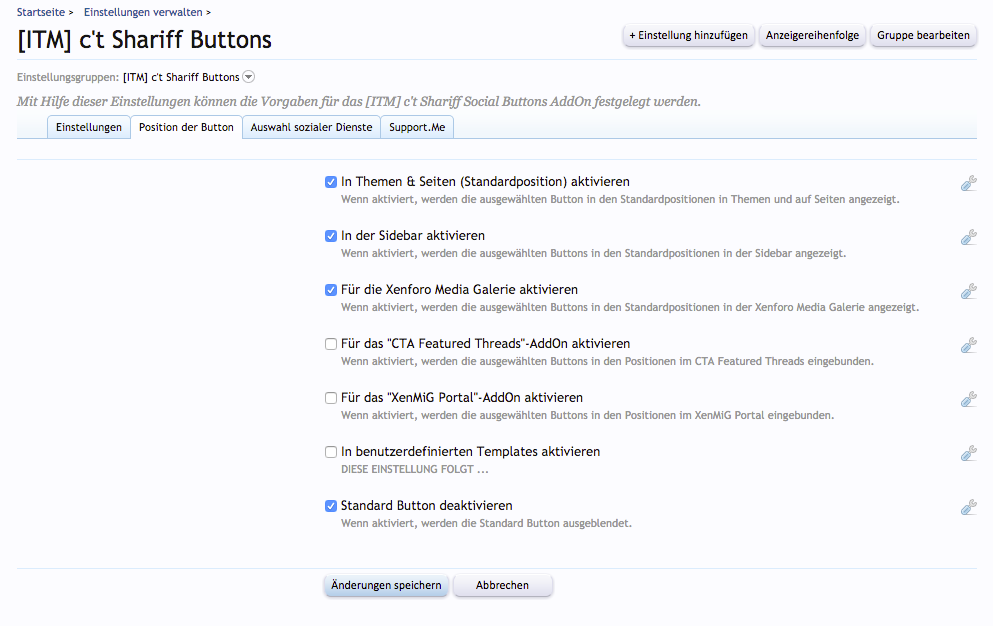 Startseite > Einstellungen verwalten >
[ITM] c't Shariff Buttons
+ Einstellung hinzufügen Anzeigereihenfolge Gruppe bearbeiten
Einstellungsgruppen: [ITM] c't Shariff Buttons
Mit Hilfe dieser Einstellungen können die Vorgaben für das [ITM] c't Shariff Social Buttons AddOn festgelegt werden.
Einstellungen Position der Button Auswahl sozialer Dienste Support.Me
In Themen & Seiten (Standardposition) aktivieren
Wenn aktiviert, werden die ausgewählten Button in den Standardpositionen in Themen und auf Seiten angezeigt.
In der Sidebar aktivieren
Wenn aktiviert, werden die ausgewählten Buttons in den Standardpositionen in der Sidebar angezeigt.
Für die Xenforo Media Galerie aktivieren
Wenn aktiviert, werden die ausgewählten Buttons in den Standardpositionen in der Xenforo Media Galerie angezeigt.
Für das "CTA Featured Threads"-AddOn aktivieren
Wenn aktiviert, werden die ausgewählten Buttons in den Positionen im CTA Featured Threads eingebunden.
Für das "XenMiG Portal"-AddOn aktivieren
Wenn aktiviert, werden die ausgewählten Buttons in den Positionen im XenMiG Portal eingebunden.
In benutzerdefinierten Templates aktivieren
DIESE EINSTELLUNG FOLGT ...
Standard Button deaktivieren
Wenn aktiviert, werden die Standard Button ausgeblendet.
Änderungen speichern Abbrechen